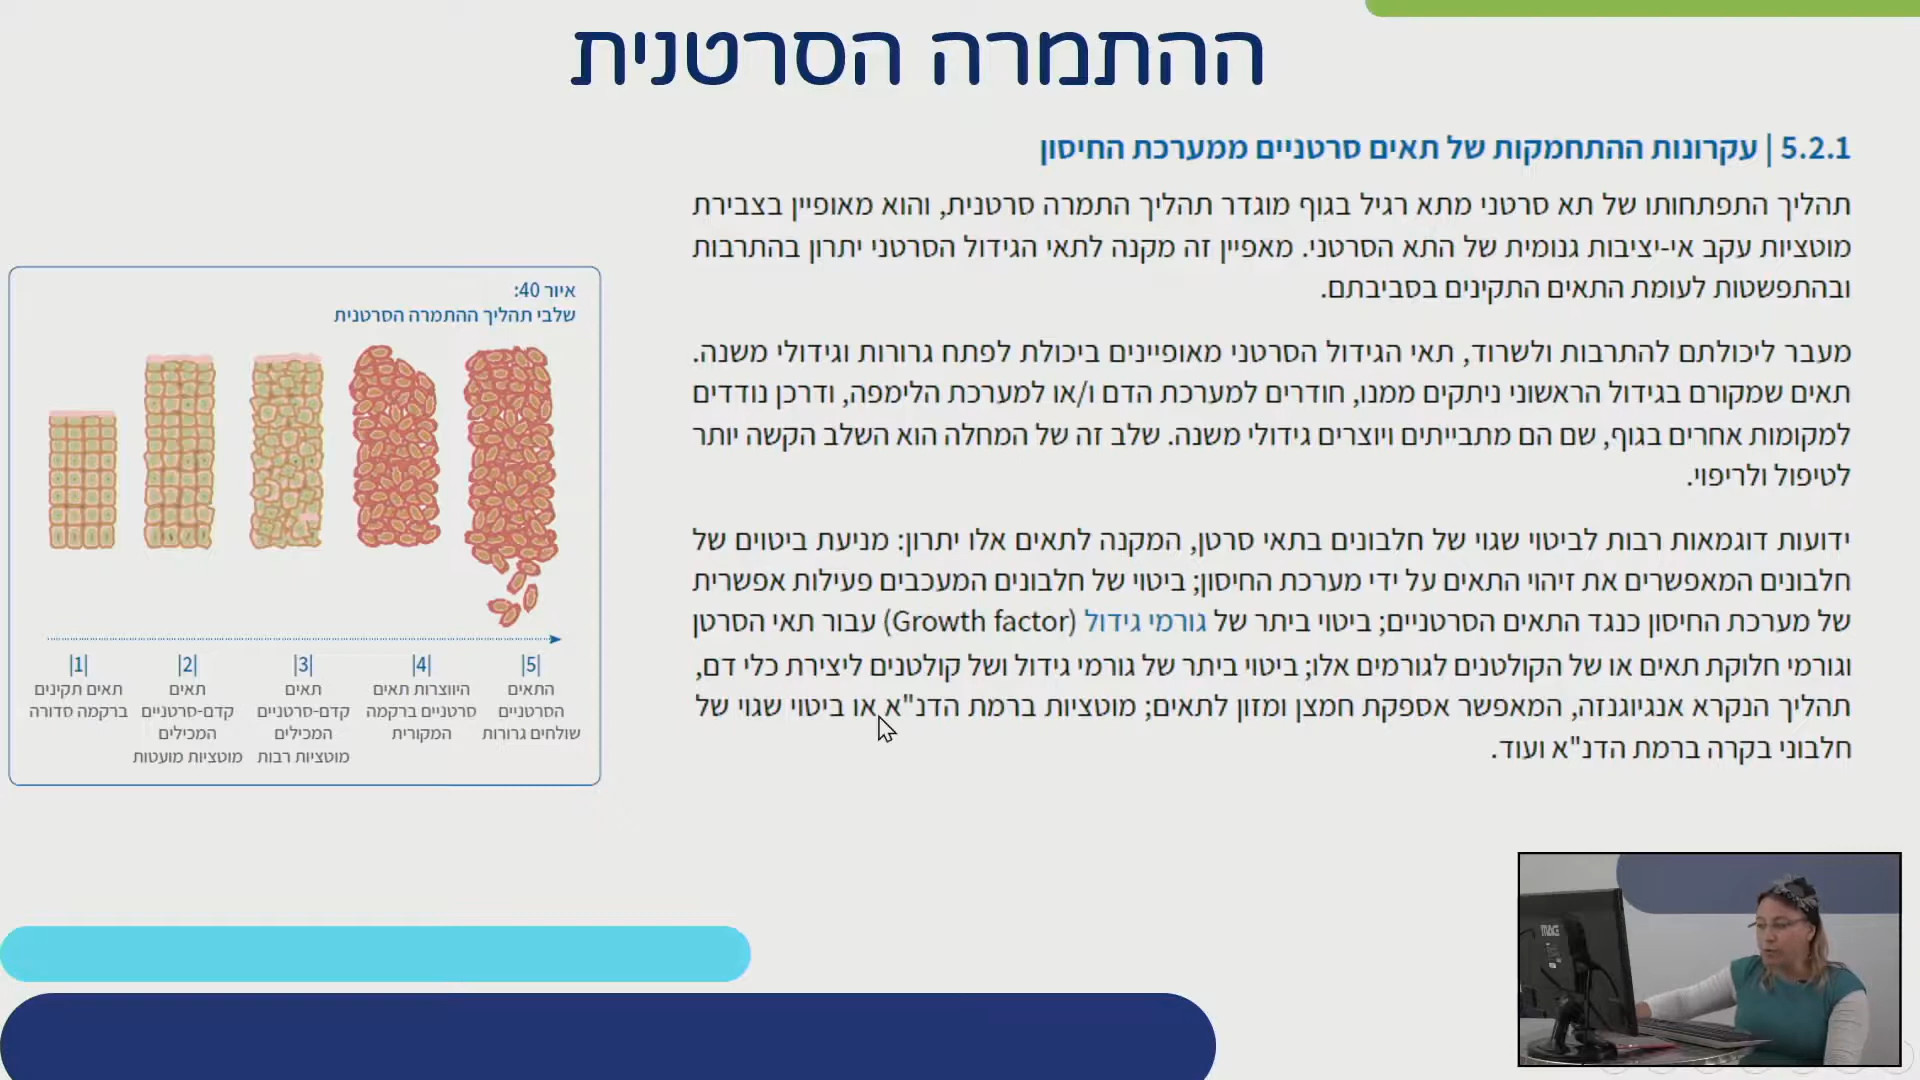 ההתמרה הסרטנית
5.2.1 | עקרונות ההתחמקות של תאים סרטניים ממערכת החיסון
תהליך התפתחותו של תא סרטני מתא רגיל בגוף מוגדר תהליך התמרה סרטנית, והוא מאופיין בצבירת
מוטציות עקב אי-יציבות גנומית של התא הסרטני. מאפיין זה מקנה לתאי הגידול הסרטני יתרון בהתרבות
ובהתפשטות לעומת התאים התקינים בסביבתם.
מעבר ליכולתם להתרבות ולשרוד, תאי הגידול הסרטני מאופיינים ביכולת לפתח גרורות וגידולי משנה.
תאים שמקורם בגידול הראשוני ניתקים ממנו, חודרים למערכת הדם ו/או למערכת הלימפה, ודרכן נודדים
למקומות אחרים בגוף, שם הם מתבייתים ויוצרים גידולי משנה. שלב זה של המחלה הוא השלב הקשה יותר
לטיפול ולריפוי.
ידועות דוגמאות רבות לביטוי שגוי של חלבונים בתאי סרטן, המקנה לתאים אלו יתרון: מניעת ביטוים של
חלבונים המאפשרים את זיהוי התאים על ידי מערכת החיסון; ביטוי של חלבונים המעכבים פעילות אפשרית
של מערכת החיסון כנגד התאים הסרטניים; ביטוי ביתר של גורמי גידול (Growth factor) עבור תאי הסרטן
וגורמי חלוקת תאים או של הקולטנים לגורמים אלו; ביטוי ביתר של גורמי גידול ושל קולטנים ליצירת כלי דם,
תהליך הנקרא אנגיוגנזה, המאפשר אספקת חמצן ומזון לתאים; מוטציות ברמת הדנ"א או ביטוי שגוי של
חלבוני בקרה ברמת הדנ"א ועוד.
איור 40:
שלבי תהליך ההתמרה הסרטנית
|1|
תאים תקינים
ברקמה סדורה
|2|
תאים
קדם-סרטניים
המכילים
מוטציות מועטות
|3|
תאים
קדם-סרטניים
המכילים
מוטציות רבות
|4|
היווצרות תאים
סרטניים ברקמה
המקורית
|5|
התאים
הסרטניים
שולחים גרורות
MAG